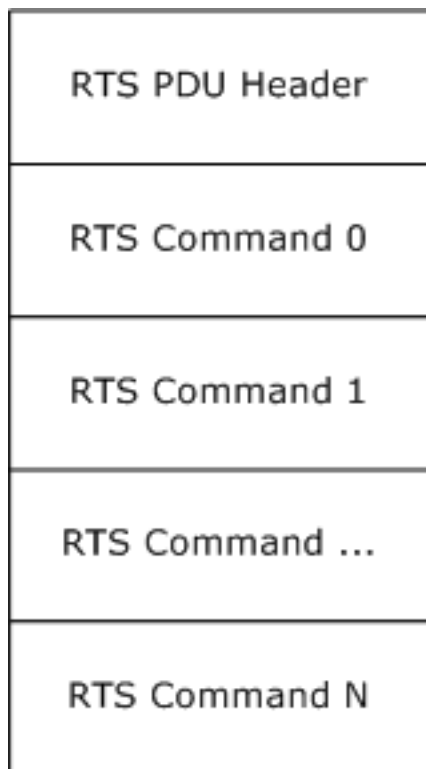 RTS PDU Header
RTS Command 0
RTS Command 1
RTS Command ...
RTS Command N